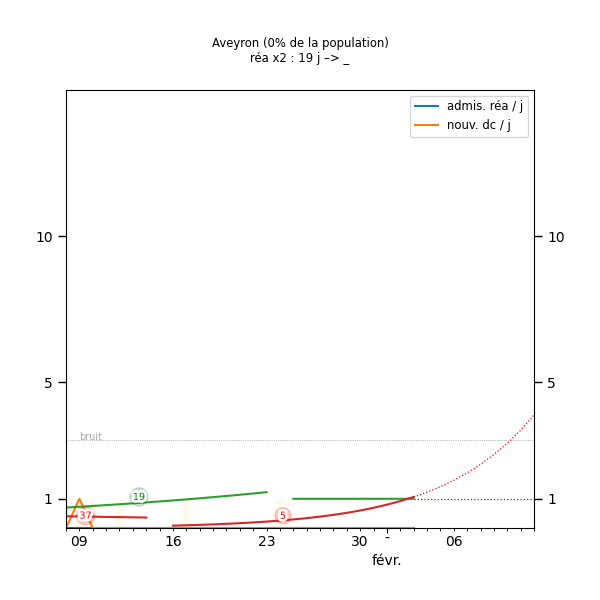 Aveyron (0% de la population)
réa x2 : 19 j –> _
admis. réa / j
nouv. dc / j
10
10
5
5
bruit
19
1
1
37
5
09
16
23
30
-
06
févr.